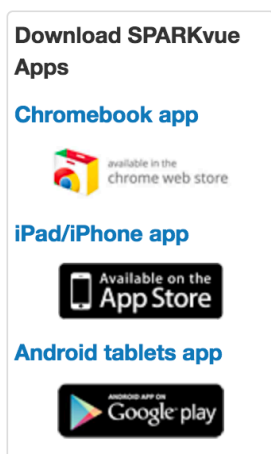 Download SPARKvue
Apps
Chromebook app
available in the
chrome web store
iPad/iPhone app
Available on the
App Store
Android tablets app
ANDROID APP ON
Google play